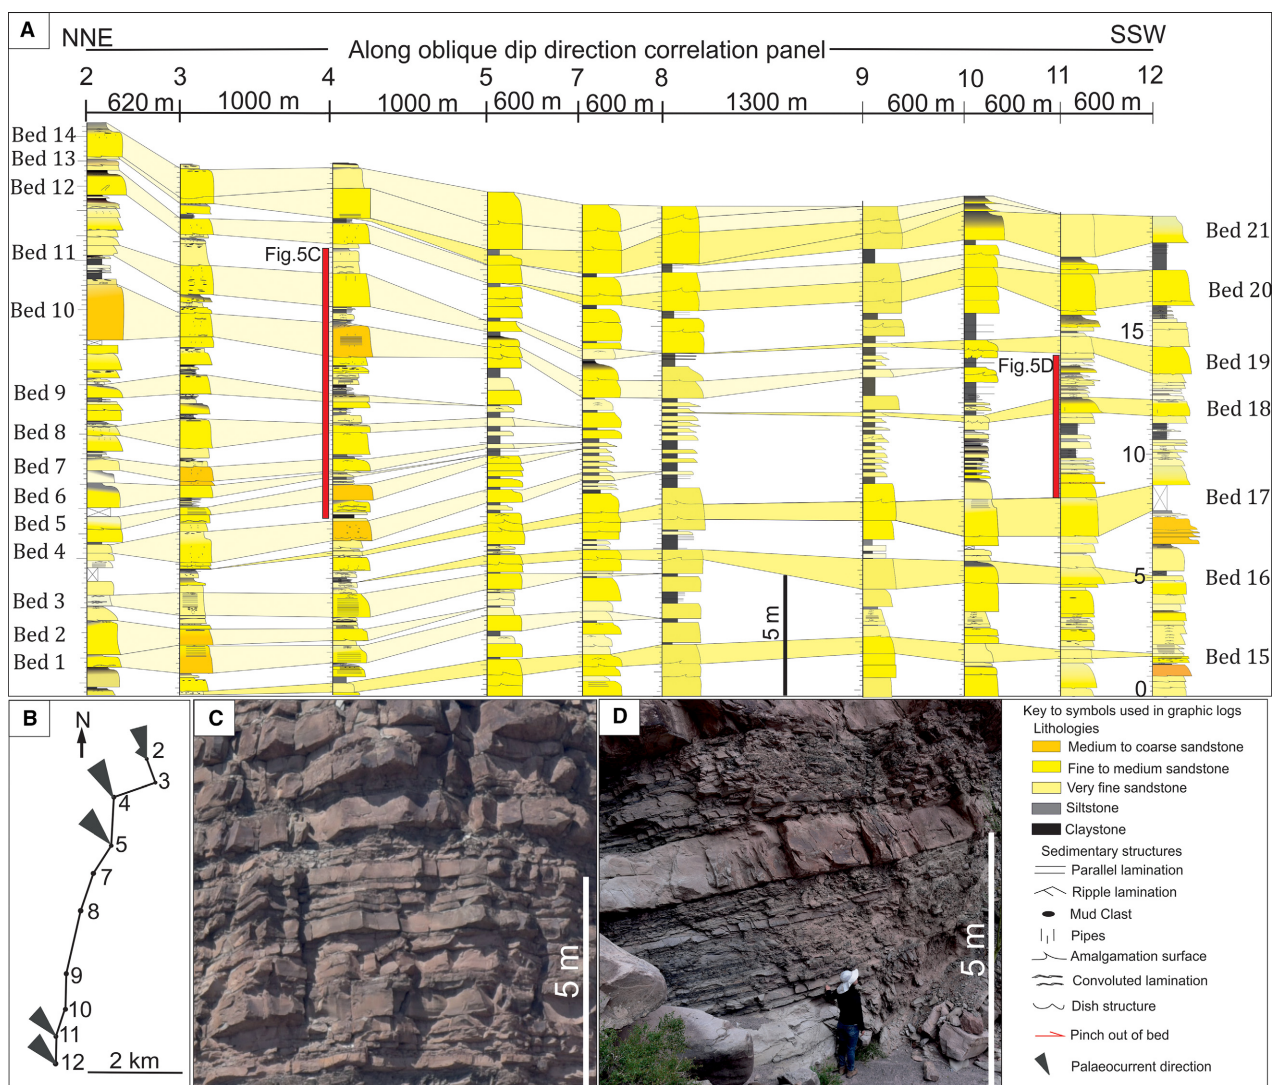 A
NNE
SSW
Along oblique dip direction correlation panel
2 3 4 5 7 8 9 10 11 12
620 m 1000 m 1000 m 600 m 600 m 1300 m 600 m 600 m 600 m
Bed 14
Bed 13
Bed 12
Bed 11
Bed 10
Bed 9
Bed 8
Bed 7
Bed 6
Bed 5
Bed 4
Bed 3
Bed 2
Bed 1
Fig.5C
Fig.5D
5 m
15
10
5
0
Bed 21
Bed 20
Bed 19
Bed 18
Bed 17
Bed 16
Bed 15
B
N
2
3
4
5
7
8
9
10
11
12
2 km
C
5 m
D
5 m
Key to symbols used in graphic logs
Lithologies
Medium to coarse sandstone
Fine to medium sandstone
Very fine sandstone
Siltstone
Claystone
Sedimentary structures
Parallel lamination
Ripple lamination
Mud Clast
Pipes
Amalgamation surface
Convoluted lamination
Dish structure
Pinch out of bed
Palaeocurrent direction